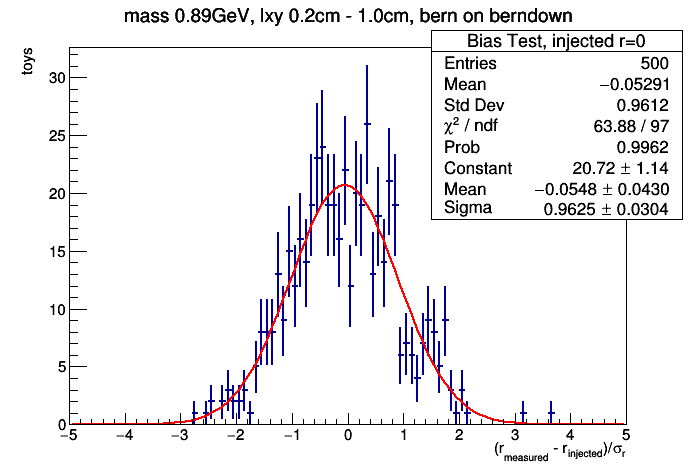 mass 0.89GeV, lxy 0.2cm - 1.0cm, bern on berndown
Bias Test, injected r=0
Entries 500
Mean −0.05291
Std Dev 0.9612
χ² / ndf 63.88 / 97
Prob 0.9962
Constant 20.72 ± 1.14
Mean −0.0548 ± 0.0430
Sigma 0.9625 ± 0.0304
toys
30
25
20
15
10
5
0
−5 −4 −3 −2 −1 0 1 2 3 4 5
(r_measured - r_injected)/σ_r